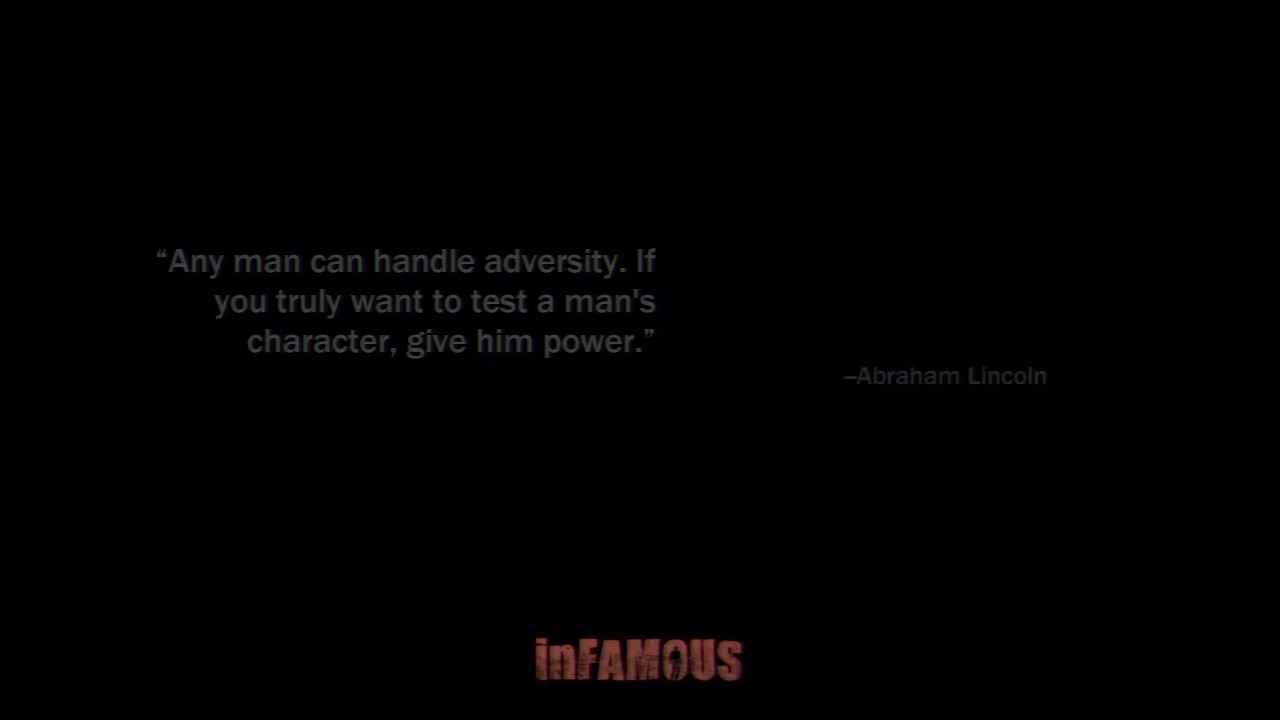 “Any man can handle adversity. If
you truly want to test a man's
character, give him power.”
–Abraham Lincoln
inFAMOUS